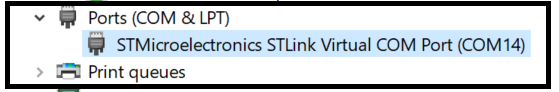 Ports (COM & LPT)
STMicroelectronics STLink Virtual COM Port (COM14)
Print queues